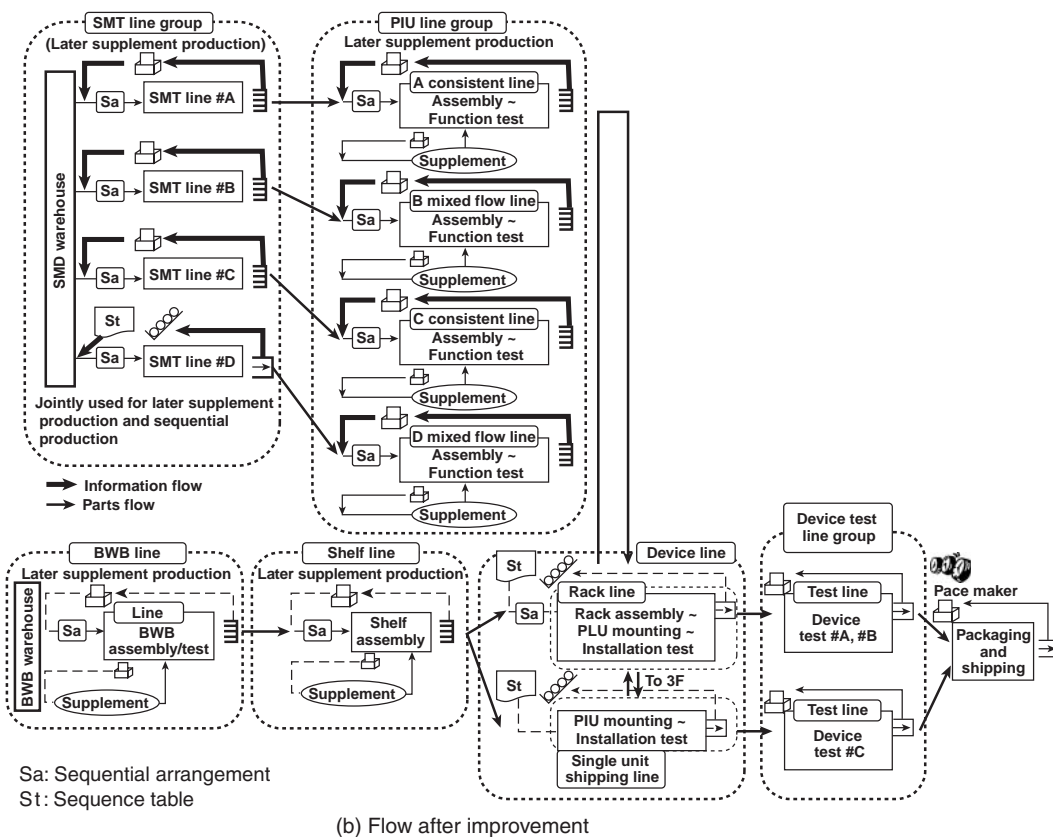 SMT line group
(Later supplement production)
SMD warehouse
Sa
SMT line #A
Sa
SMT line #B
Sa
SMT line #C
St
Sa
SMT line #D
Jointly used for later supplement
production and sequential
production
PIU line group
Later supplement production
Sa
A consistent line
Assembly ~
Function test
Supplement
Sa
B mixed flow line
Assembly ~
Function test
Supplement
Sa
C consistent line
Assembly ~
Function test
Supplement
Sa
D mixed flow line
Assembly ~
Function test
Supplement
Information flow
Parts flow
BWB line
Later supplement production
BWB warehouse
Sa
Line
BWB
assembly/test
Supplement
Shelf line
Later supplement production
Sa
Shelf
assembly
Supplement
Device line
St
Sa
Rack line
Rack assembly ~
PLU mounting ~
Installation test
To 3F
St
PIU mounting ~
Installation test
Single unit
shipping line
Device test
line group
Test line
Device
test #A, #B
Test line
Device
test #C
Pace maker
Packaging
and
shipping
Sa: Sequential arrangement
St: Sequence table
(b) Flow after improvement